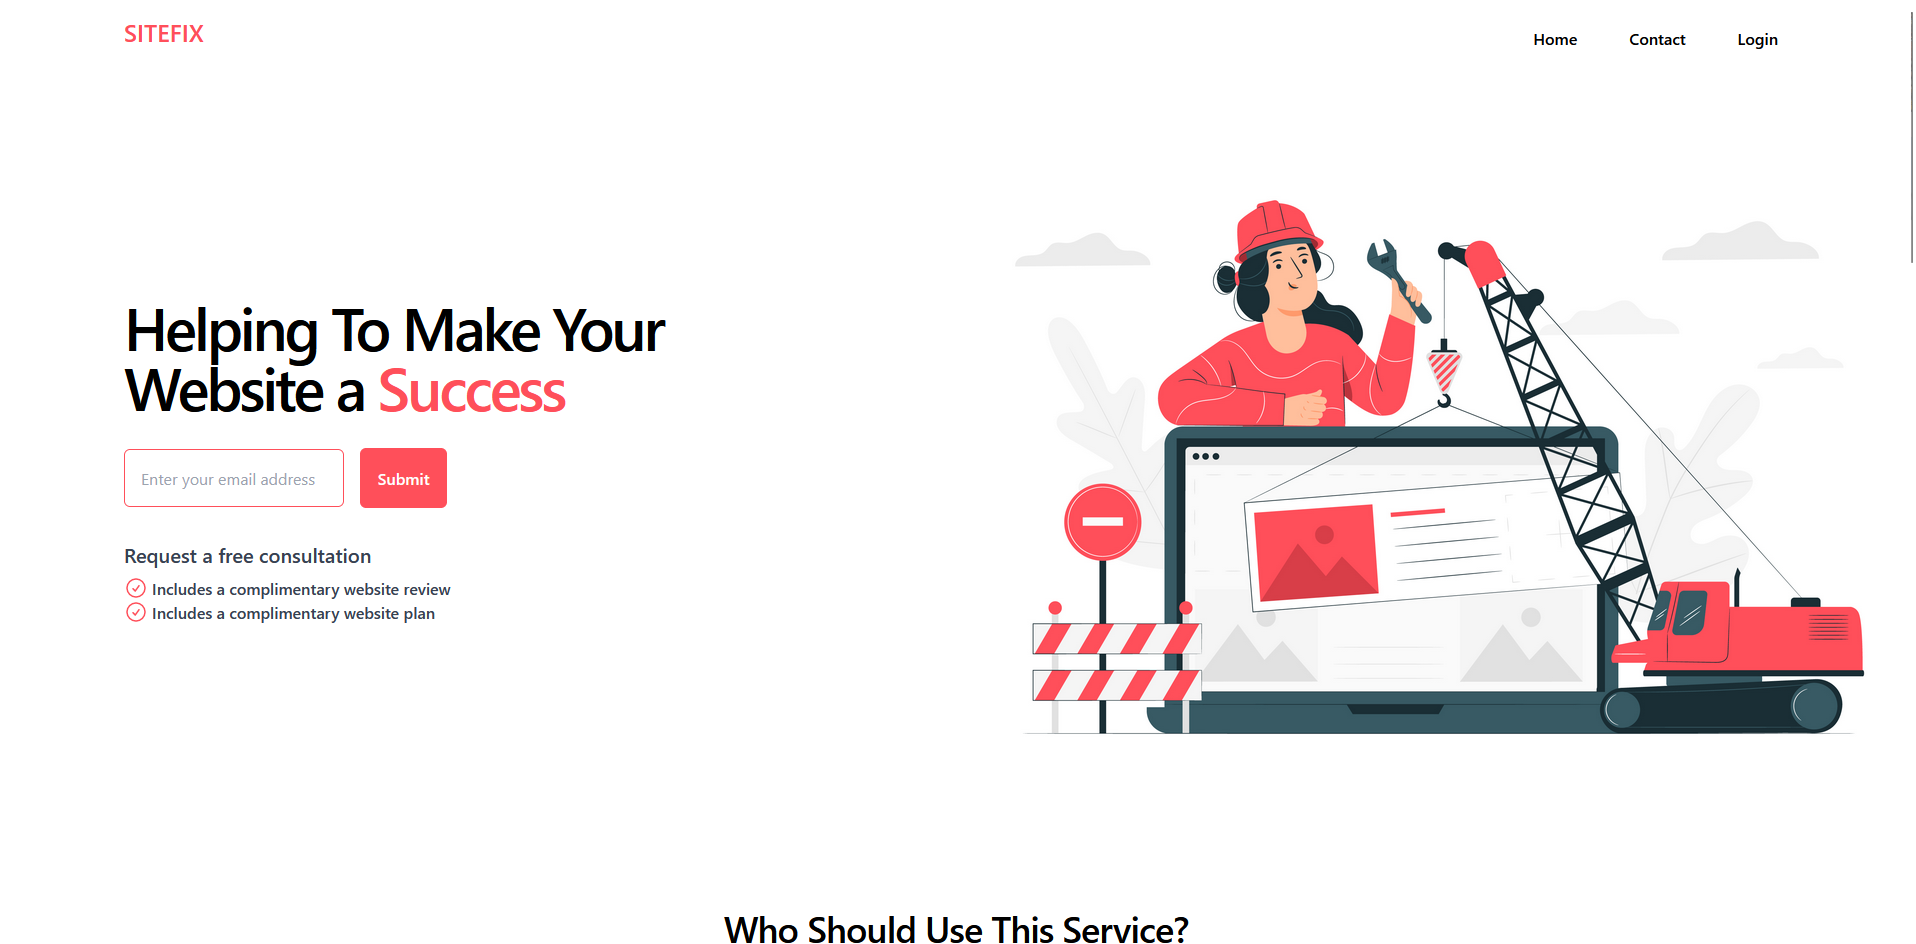 SITEFIX
Home
Contact
Login
Helping To Make Your
Website a Success
Enter your email address
Submit
Request a free consultation
Includes a complimentary website review
Includes a complimentary website plan
Who Should Use This Service?